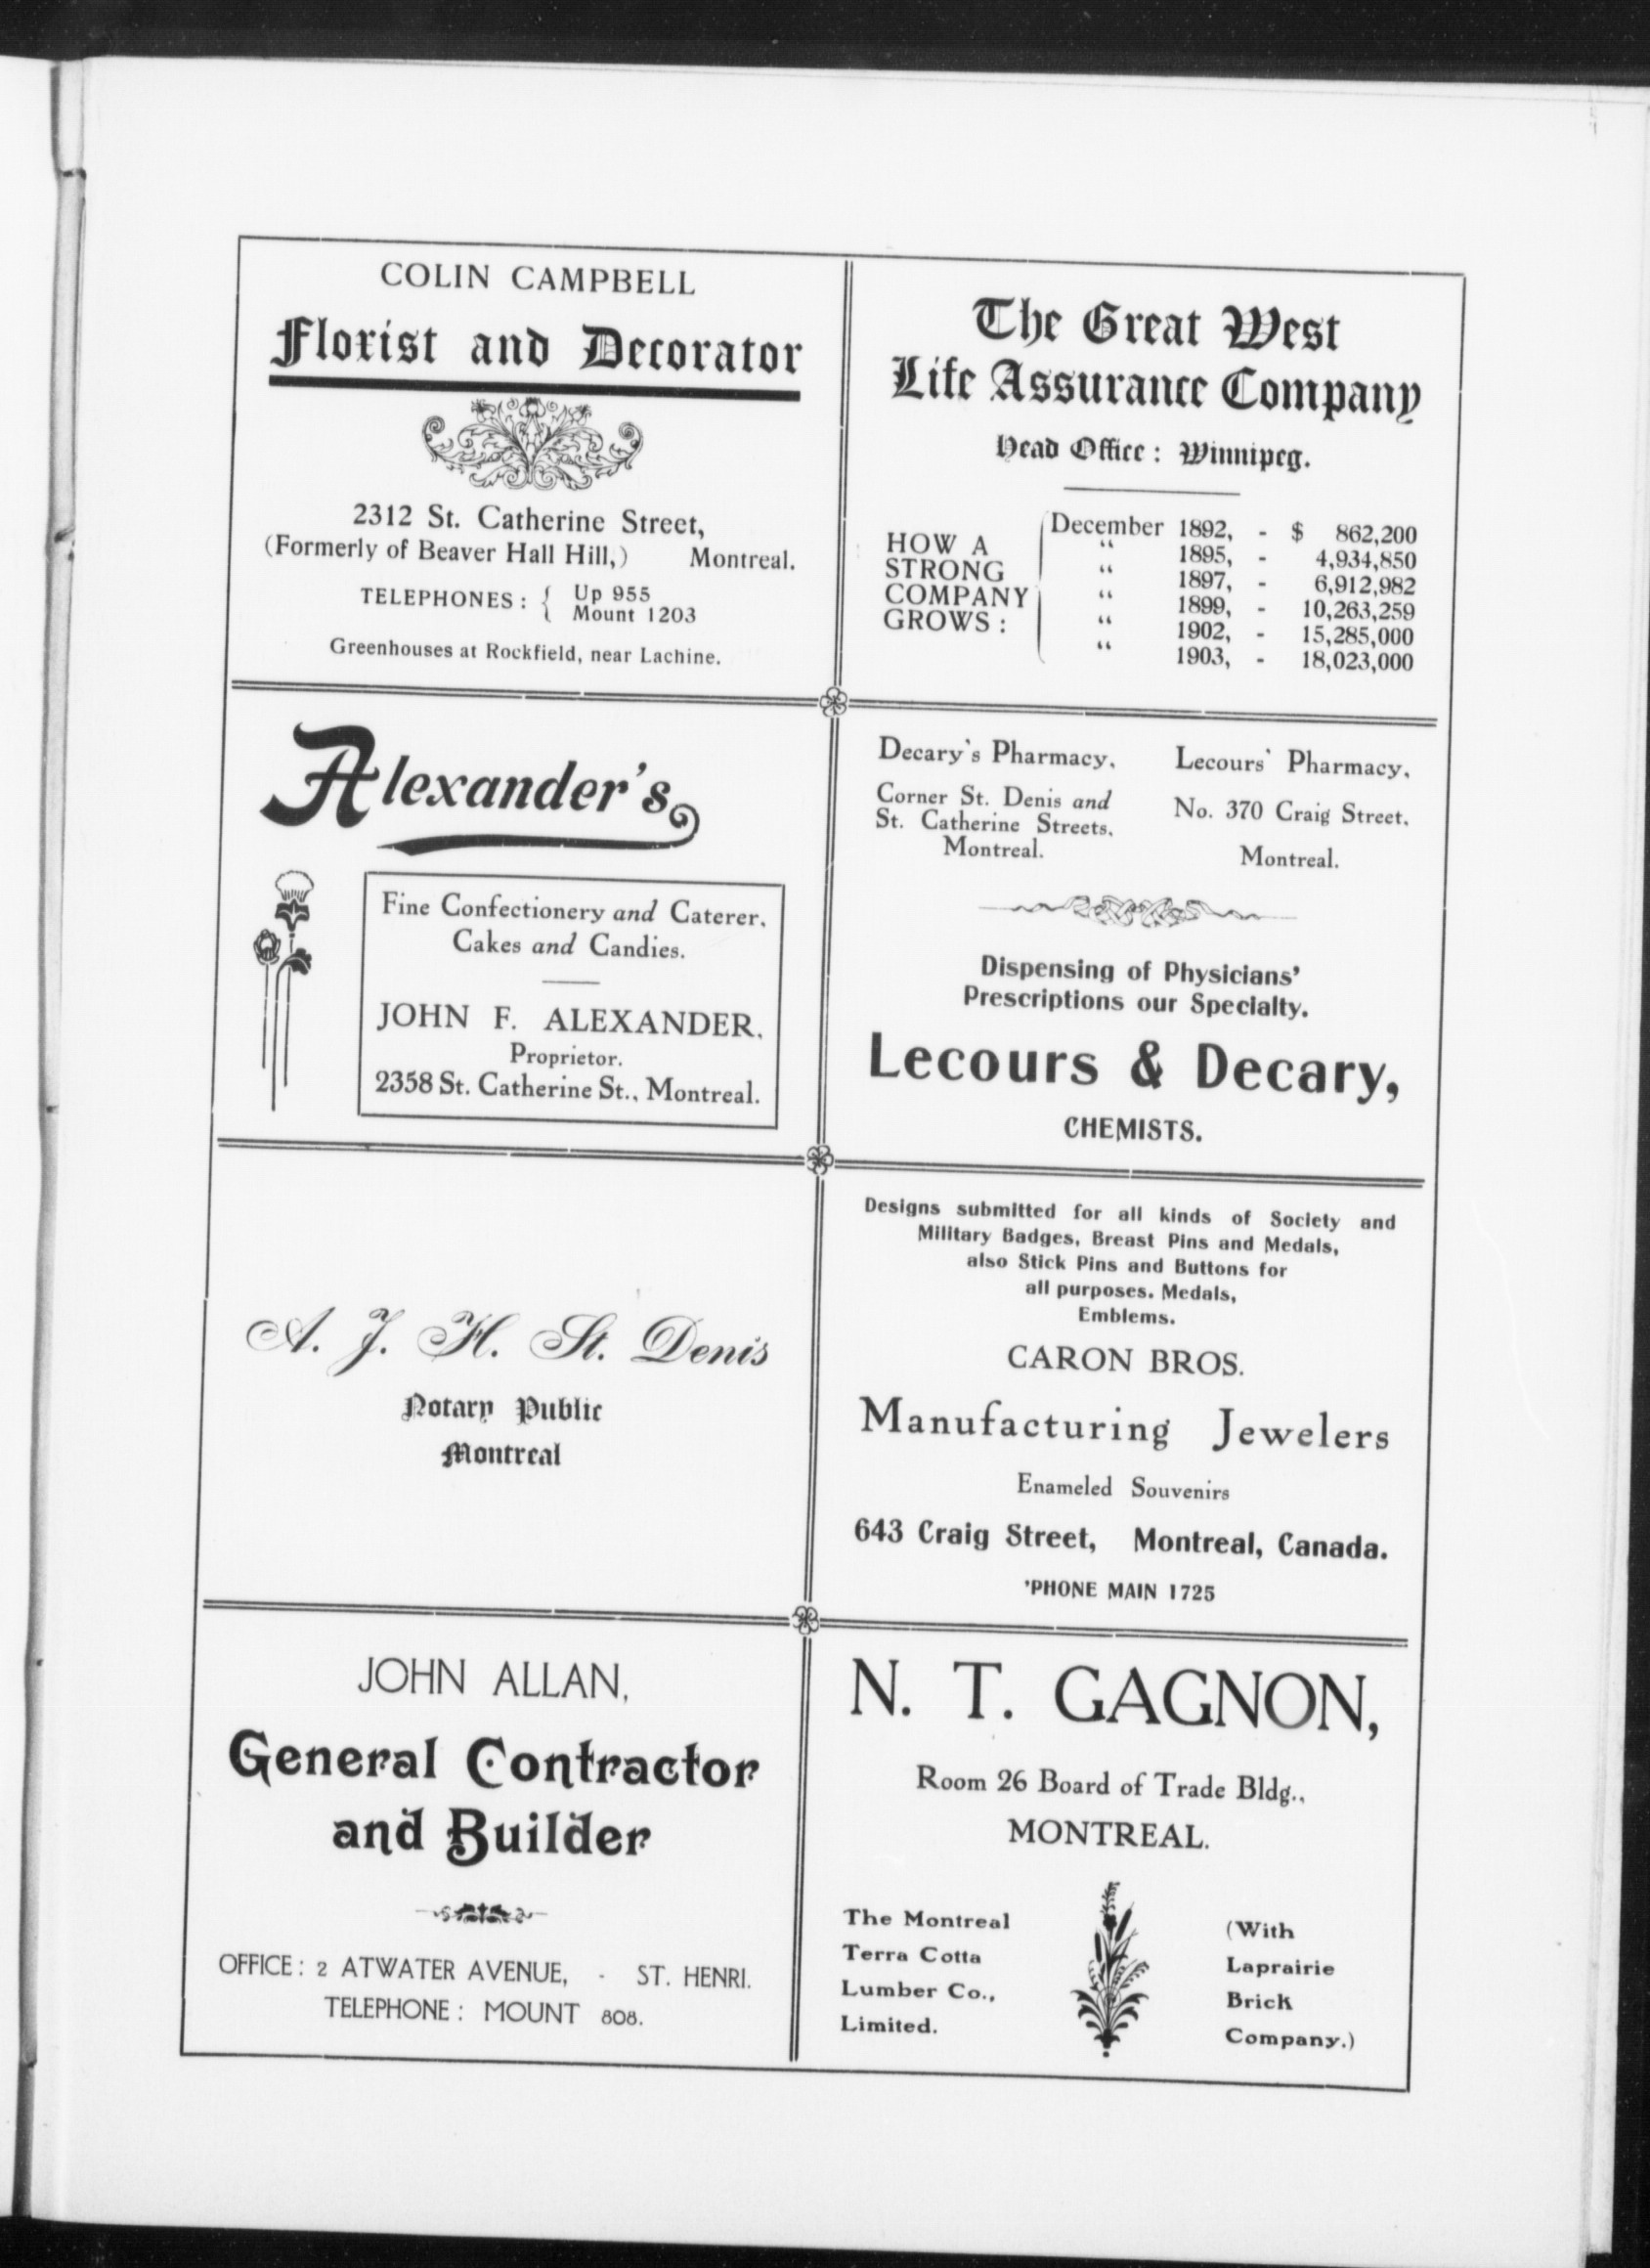 COLIN CAMPBELL
Florist and Decorator
2312 St. Catherine Street,
(Formerly of Beaver Hall Hill,) Montreal.
TELEPHONES: { Up 955
Mount 1203
Greenhouses at Rockfield, near Lachine.
The Great West
Life Assurance Company
Head Office: Winnipeg.
HOW A
STRONG
COMPANY
GROWS:
December 1892, - $ 862,200
“ 1895, - 4,934,850
“ 1897, - 6,912,982
“ 1899, - 10,263,259
“ 1902, - 15,285,000
“ 1903, - 18,023,000
Alexander's
Fine Confectionery and Caterer,
Cakes and Candies.
JOHN F. ALEXANDER,
Proprietor.
2358 St. Catherine St., Montreal.
Decary's Pharmacy,
Corner St. Denis and
St. Catherine Streets,
Montreal.
Lecours' Pharmacy,
No. 370 Craig Street,
Montreal.
Dispensing of Physicians'
Prescriptions our Specialty.
Lecours & Decary,
CHEMISTS.
A. J. H. St. Denis
Notary Public
Montreal
Designs submitted for all kinds of Society and
Military Badges, Breast Pins and Medals,
also Stick Pins and Buttons for
all purposes. Medals,
Emblems.
CARON BROS.
Manufacturing Jewelers
Enameled Souvenirs
643 Craig Street, Montreal, Canada.
'PHONE MAIN 1725
JOHN ALLAN,
General Contractor
and Builder
OFFICE: 2 ATWATER AVENUE, - ST. HENRI.
TELEPHONE: MOUNT 808.
N. T. GAGNON,
Room 26 Board of Trade Bldg.,
MONTREAL.
The Montreal
Terra Cotta
Lumber Co.,
Limited.
(With
Laprairie
Brick
Company.)